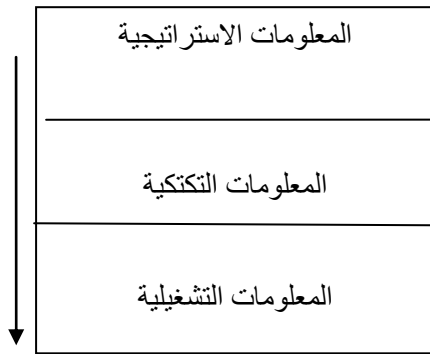 المعلومات الاستراتيجية
المعلومات التكتكية
المعلومات التشغيلية